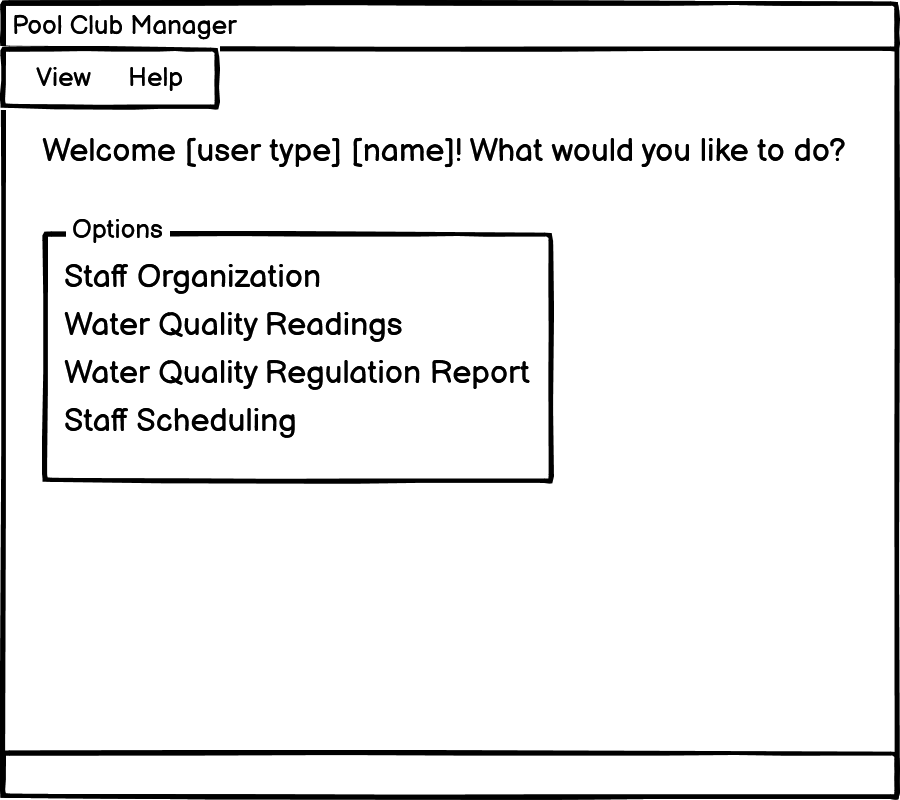 Pool Club Manager
View Help
Welcome [user type] [name]! What would you like to do?
Options
Staff Organization
Water Quality Readings
Water Quality Regulation Report
Staff Scheduling